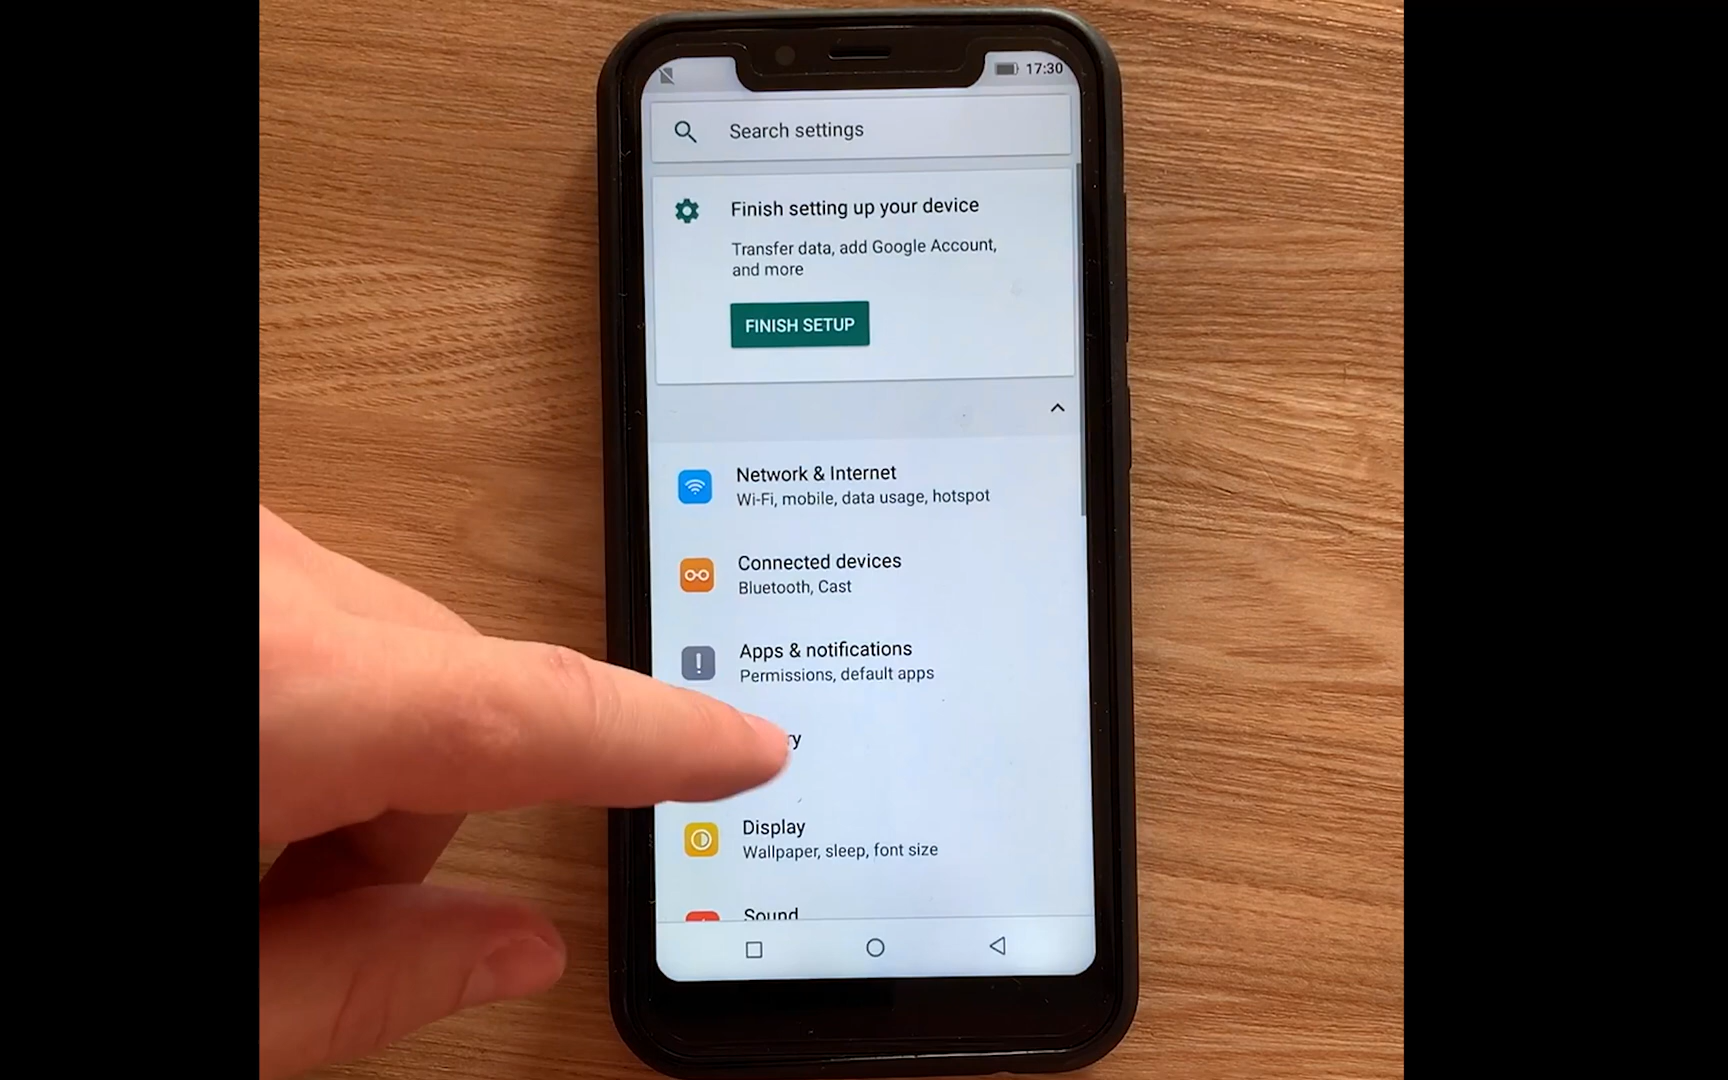 17:30
Search settings
Finish setting up your device
Transfer data, add Google Account,
and more
FINISH SETUP
Network & Internet
Wi-Fi, mobile, data usage, hotspot
Connected devices
Bluetooth, Cast
Apps & notifications
Permissions, default apps
Display
Wallpaper, sleep, font size
Sound